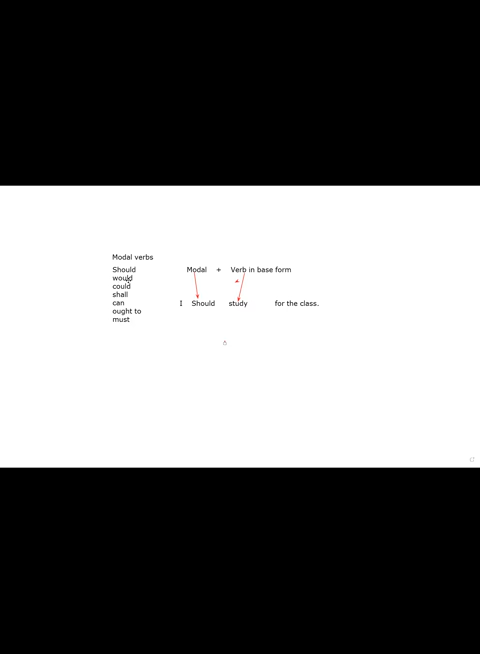 Modal verbs
Should
would
could
shall
can
ought to
must
Modal + Verb in base form
I Should study for the class.